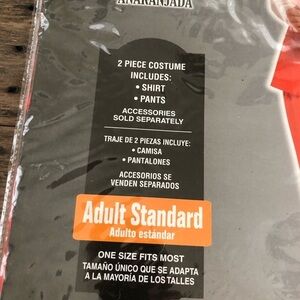 ANARANJADA
2 PIECE COSTUME
INCLUDES:
• SHIRT
• PANTS
ACCESSORIES
SOLD SEPARATELY
TRAJE DE 2 PIEZAS INCLUYE:
• CAMISA
• PANTALONES
ACCESORIOS SE
VENDEN SEPARADOS
Adult Standard
Adulto estándar
ONE SIZE FITS MOST
TAMAÑO ÚNICO QUE SE ADAPTA
A LA MAYORÍA DE LOS TALLES